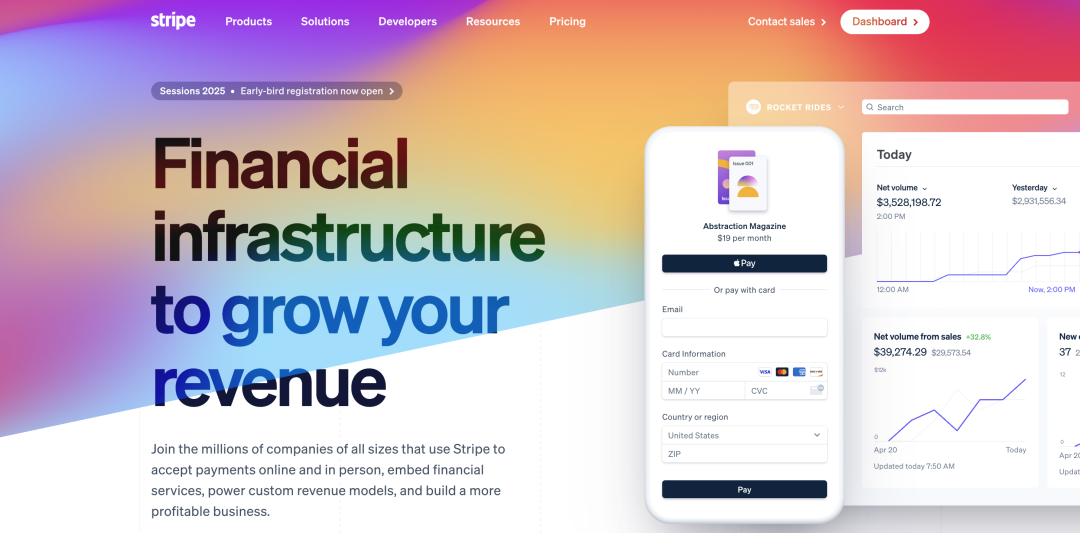 stripe
Products
Solutions
Developers
Resources
Pricing
Contact sales
Dashboard
Sessions 2025 • Early-bird registration now open
Financial
infrastructure
to grow your
revenue
Join the millions of companies of all sizes that use Stripe to
accept payments online and in person, embed financial
services, power custom revenue models, and build a more
profitable business.
Issue 001
Abstraction Magazine
$19 per month
Pay
Or pay with card
Email
Card Information
Number
VISA
MM / YY
CVC
Country or region
United States
ZIP
Pay
ROCKET RIDES
Search
Today
Net volume
Yesterday
$3,528,198.72
$2,931,556.34
2:00 PM
12:00 AM
Now, 2:00 PM
Net volume from sales +32.8%
$39,274.29 $29,573.54
$12k
0
Apr 20
Today
Updated today 7:50 AM
New
37
12
0
Apr 20